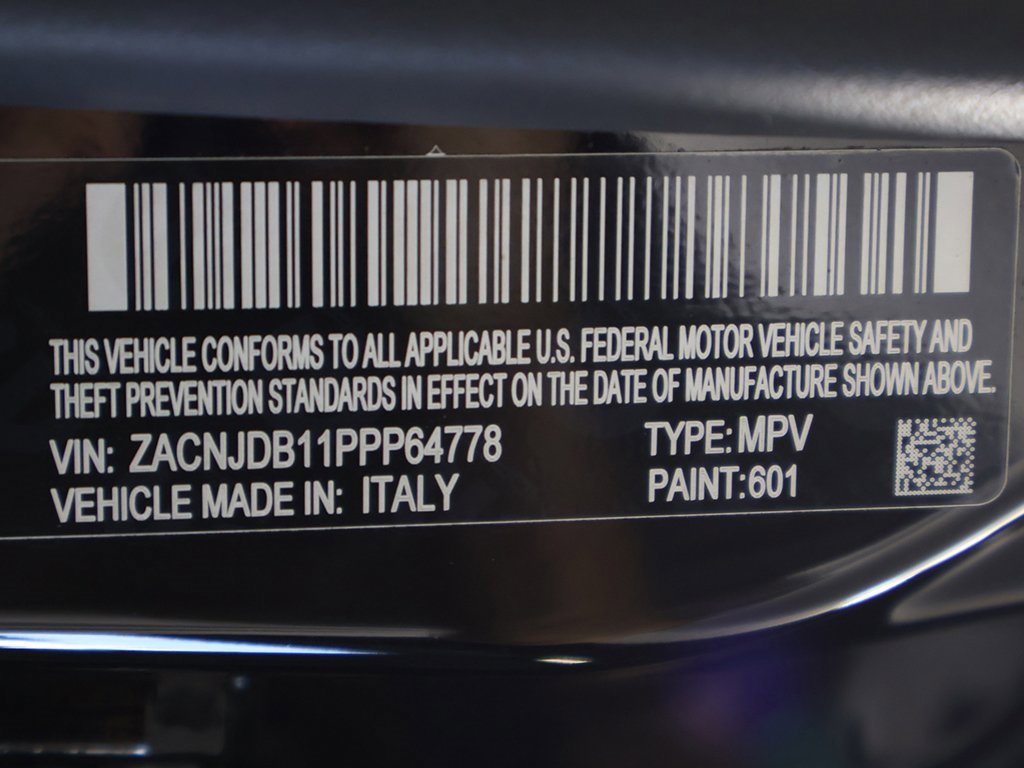 THIS VEHICLE CONFORMS TO ALL APPLICABLE U.S. FEDERAL MOTOR VEHICLE SAFETY AND
THEFT PREVENTION STANDARDS IN EFFECT ON THE DATE OF MANUFACTURE SHOWN ABOVE.
VIN: ZACNJDB11PPP64778 TYPE: MPV
VEHICLE MADE IN: ITALY PAINT:601